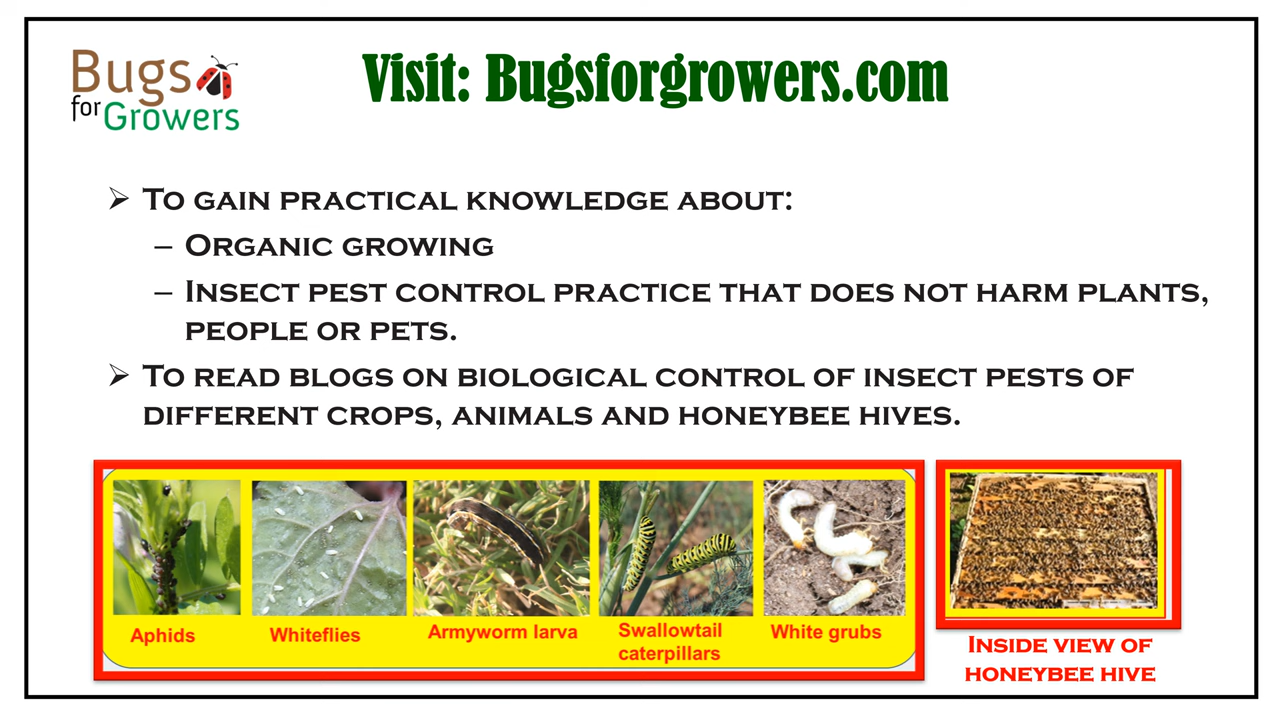 Bugs
for Growers
Visit: Bugsforgrowers.com
➢ To gain practical knowledge about:
– Organic growing
– Insect pest control practice that does not harm plants,
people or pets.
➢ To read blogs on biological control of insect pests of
different crops, animals and honeybee hives.
Aphids
Whiteflies
Armyworm larva
Swallowtail
caterpillars
White grubs
Inside view of
honeybee hive